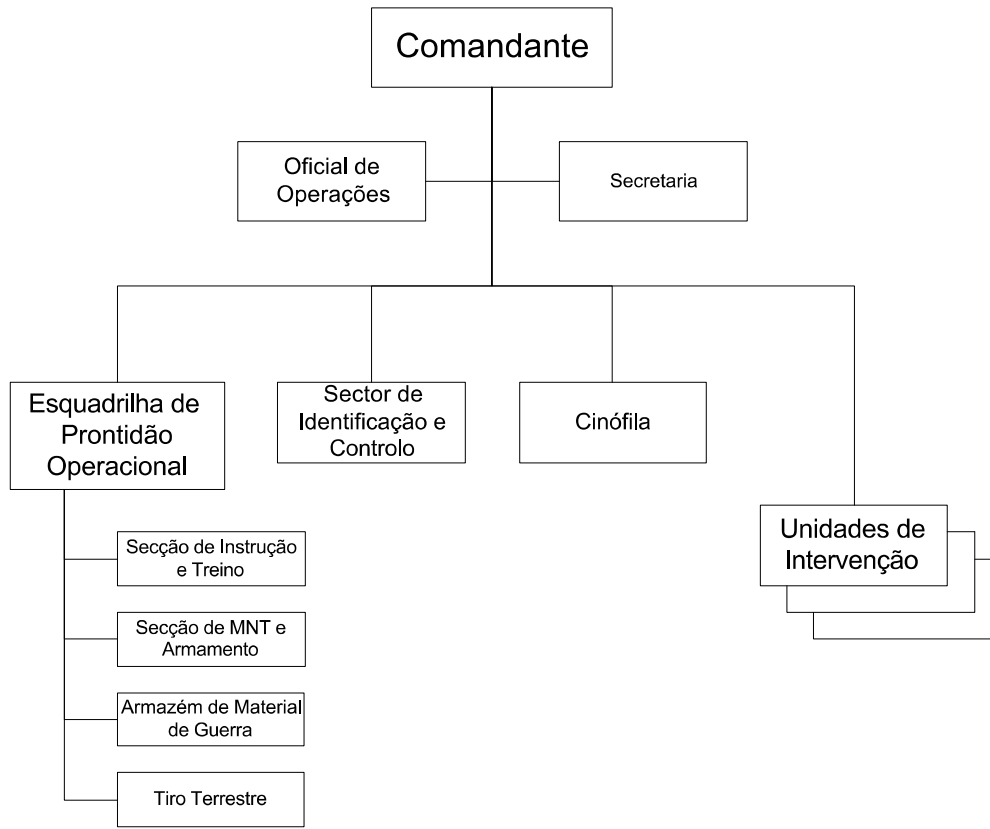 Comandante
Oficial de
Operações
Secretaria
Esquadrilha de
Prontidão
Operacional
Sector de
Identificação e
Controlo
Cinófila
Unidades de
Intervenção
Secção de Instrução
e Treino
Secção de MNT e
Armamento
Armazém de Material
de Guerra
Tiro Terrestre